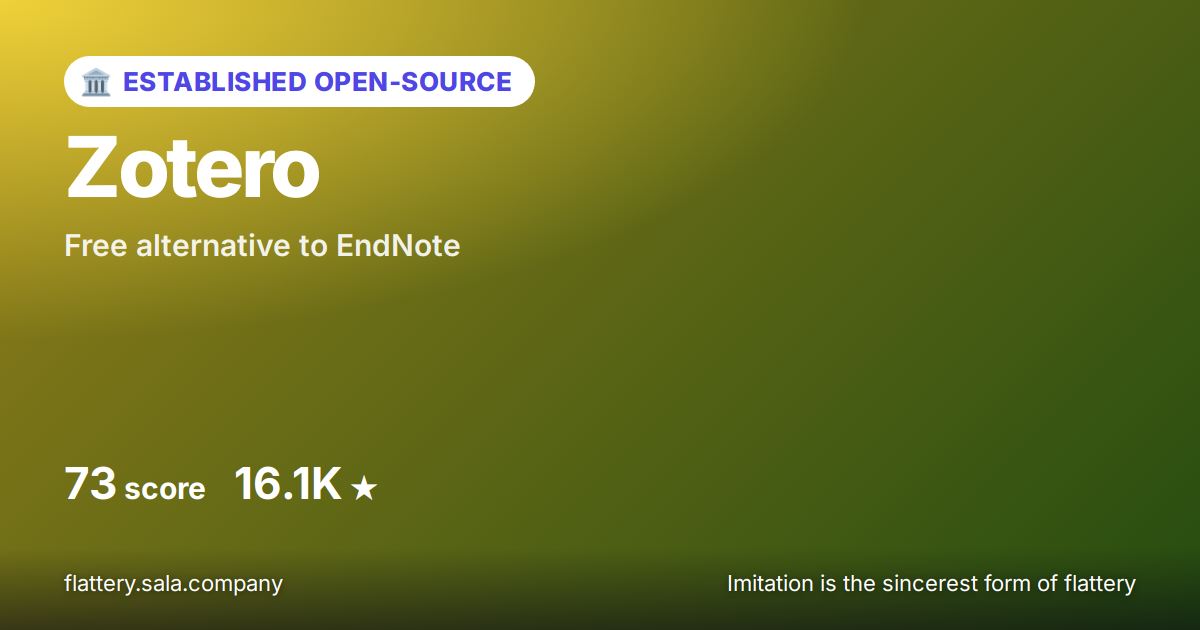 🏛️ ESTABLISHED OPEN-SOURCE
Zotero
Free alternative to EndNote
73 score 16.1K ★
flattery.sala.company
Imitation is the sincerest form of flattery